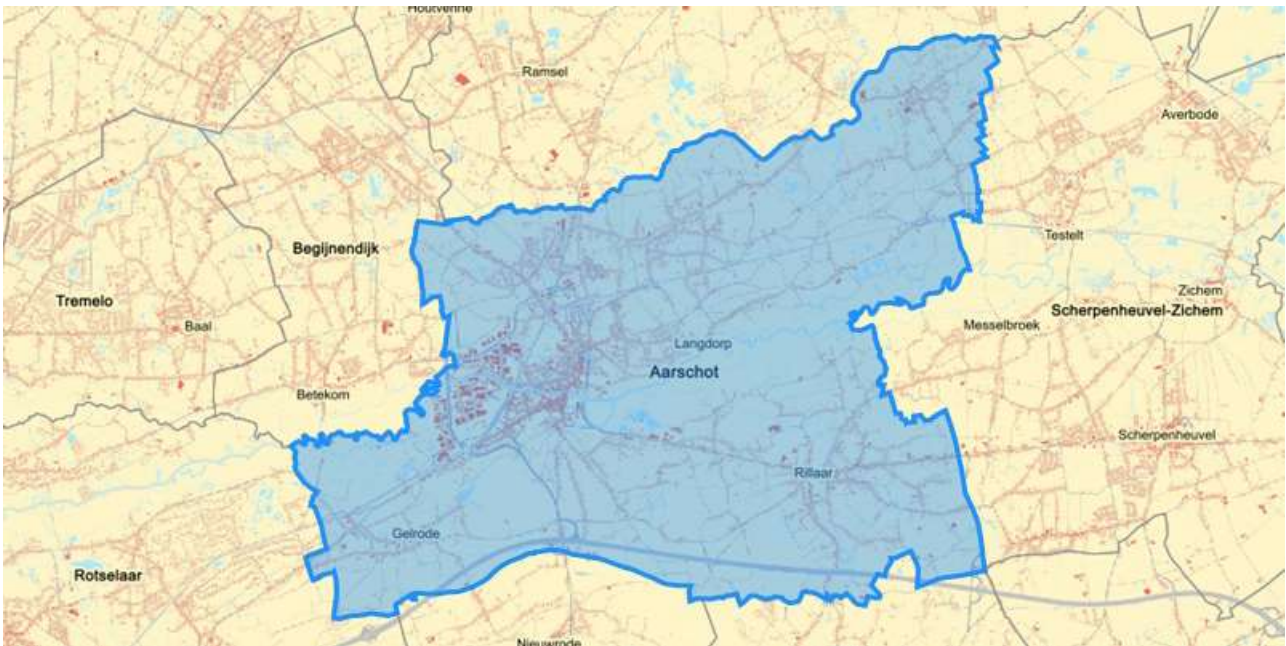 Houtvenne
Ramsel
Averbode
Testelt
Begijnendijk
Zichem
Tremelo
Scherpenheuvel-Zichem
Baal
Messelbroek
Langdorp
Aarschot
Betekom
Scherpenheuvel
Rillaar
Gelrode
Rotselaar
Nieuwrode